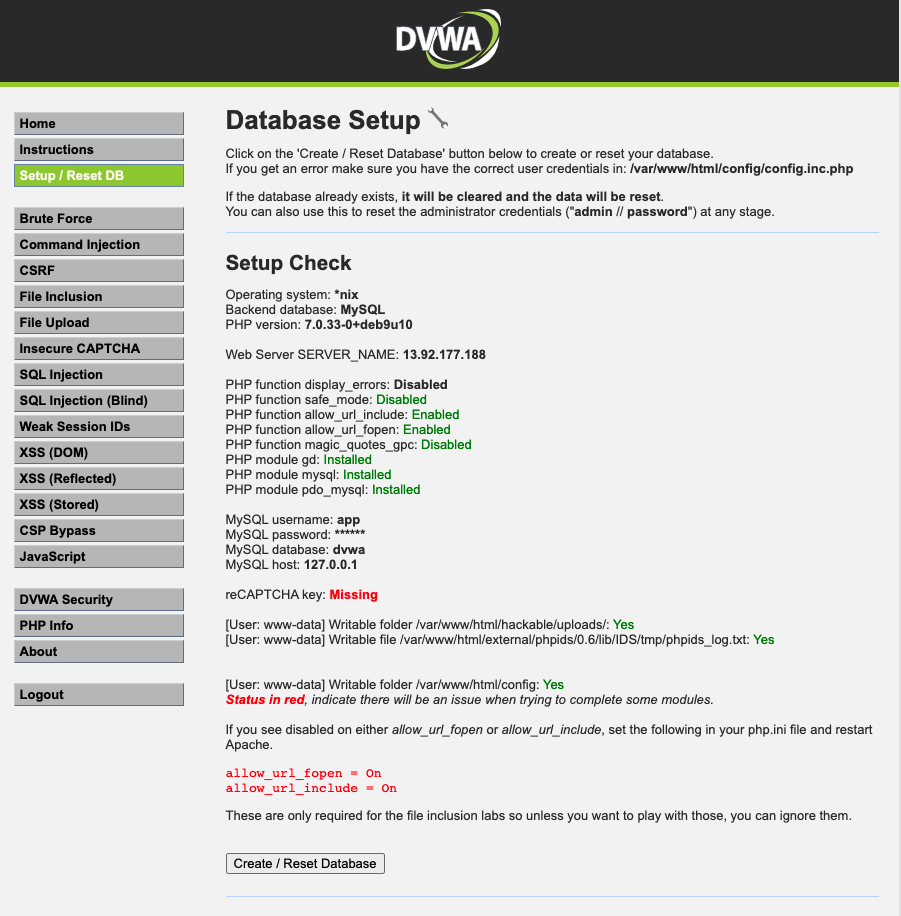 DVWA
Home
Instructions
Setup / Reset DB
Brute Force
Command Injection
CSRF
File Inclusion
File Upload
Insecure CAPTCHA
SQL Injection
SQL Injection (Blind)
Weak Session IDs
XSS (DOM)
XSS (Reflected)
XSS (Stored)
CSP Bypass
JavaScript
DVWA Security
PHP Info
About
Logout
Database Setup
Click on the 'Create / Reset Database' button below to create or reset your database.
If you get an error make sure you have the correct user credentials in: /var/www/html/config/config.inc.php
If the database already exists, it will be cleared and the data will be reset.
You can also use this to reset the administrator credentials ("admin // password") at any stage.
Setup Check
Operating system: *nix
Backend database: MySQL
PHP version: 7.0.33-0+deb9u10
Web Server SERVER_NAME: 13.92.177.188
PHP function display_errors: Disabled
PHP function safe_mode: Disabled
PHP function allow_url_include: Enabled
PHP function allow_url_fopen: Enabled
PHP function magic_quotes_gpc: Disabled
PHP module gd: Installed
PHP module mysql: Installed
PHP module pdo_mysql: Installed
MySQL username: app
MySQL password: ******
MySQL database: dvwa
MySQL host: 127.0.0.1
reCAPTCHA key: Missing
[User: www-data] Writable folder /var/www/html/hackable/uploads/: Yes
[User: www-data] Writable file /var/www/html/external/phpids/0.6/lib/IDS/tmp/phpids_log.txt: Yes
[User: www-data] Writable folder /var/www/html/config: Yes
Status in red, indicate there will be an issue when trying to complete some modules.
If you see disabled on either allow_url_fopen or allow_url_include, set the following in your php.ini file and restart
Apache.
allow_url_fopen = On
allow_url_include = On
These are only required for the file inclusion labs so unless you want to play with those, you can ignore them.
Create / Reset Database